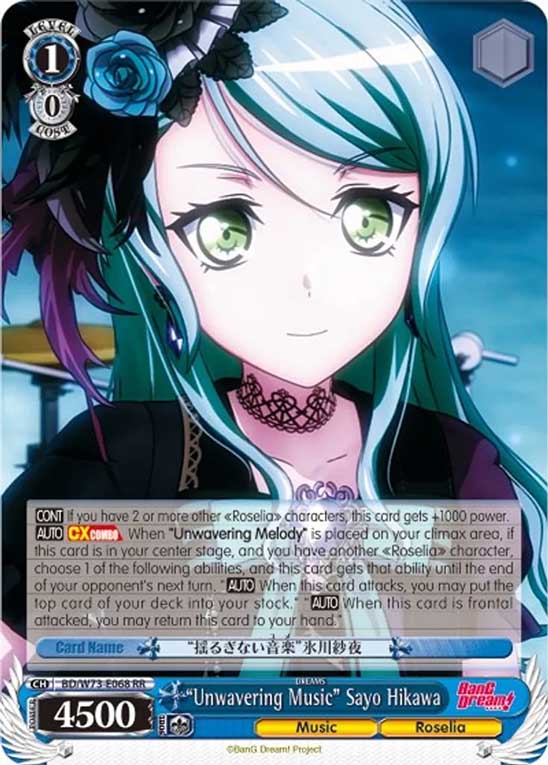 LEVEL
1
0
COST
CONT If you have 2 or more other «Roselia» characters, this card gets +1000 power.
AUTO CX COMBO When "Unwavering Melody" is placed on your climax area, if
this card is in your center stage, and you have another «Roselia» character,
choose 1 of the following abilities, and this card gets that ability until the end
of your opponent's next turn. "AUTO When this card attacks, you may put the
top card of your deck into your stock." "AUTO When this card is frontal
attacked, you may return this card to your hand."
Card Name
“揺るぎない音楽” 氷川紗夜
CH BD/W73-E068 RR
DREAMS
"Unwavering Music" Sayo Hikawa
BanG Dream!
POWER
4500
SOUL
Music
Roselia
©BanG Dream! Project